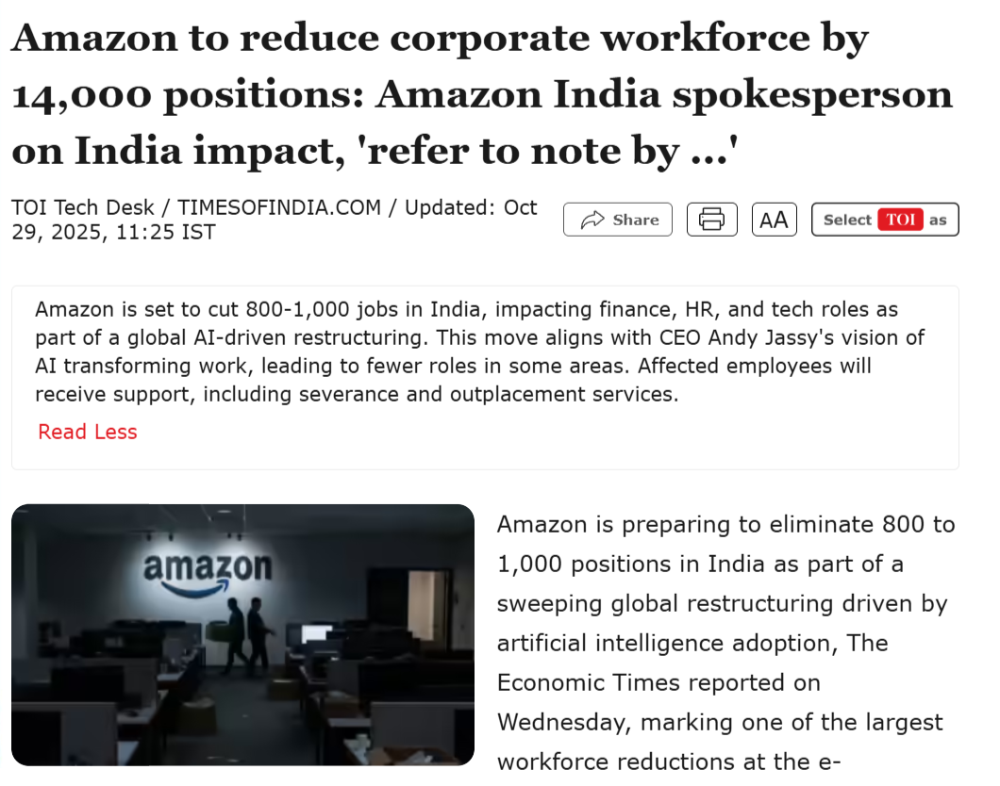 Amazon to reduce corporate workforce by
14,000 positions: Amazon India spokesperson
on India impact, 'refer to note by ...'
TOI Tech Desk / TIMESOFINDIA.COM / Updated: Oct
29, 2025, 11:25 IST
Share
AA
Select TOI as
Amazon is set to cut 800-1,000 jobs in India, impacting finance, HR, and tech roles as
part of a global AI-driven restructuring. This move aligns with CEO Andy Jassy's vision of
AI transforming work, leading to fewer roles in some areas. Affected employees will
receive support, including severance and outplacement services.
Read Less
amazon
Amazon is preparing to eliminate 800 to
1,000 positions in India as part of a
sweeping global restructuring driven by
artificial intelligence adoption, The
Economic Times reported on
Wednesday, marking one of the largest
workforce reductions at the e-